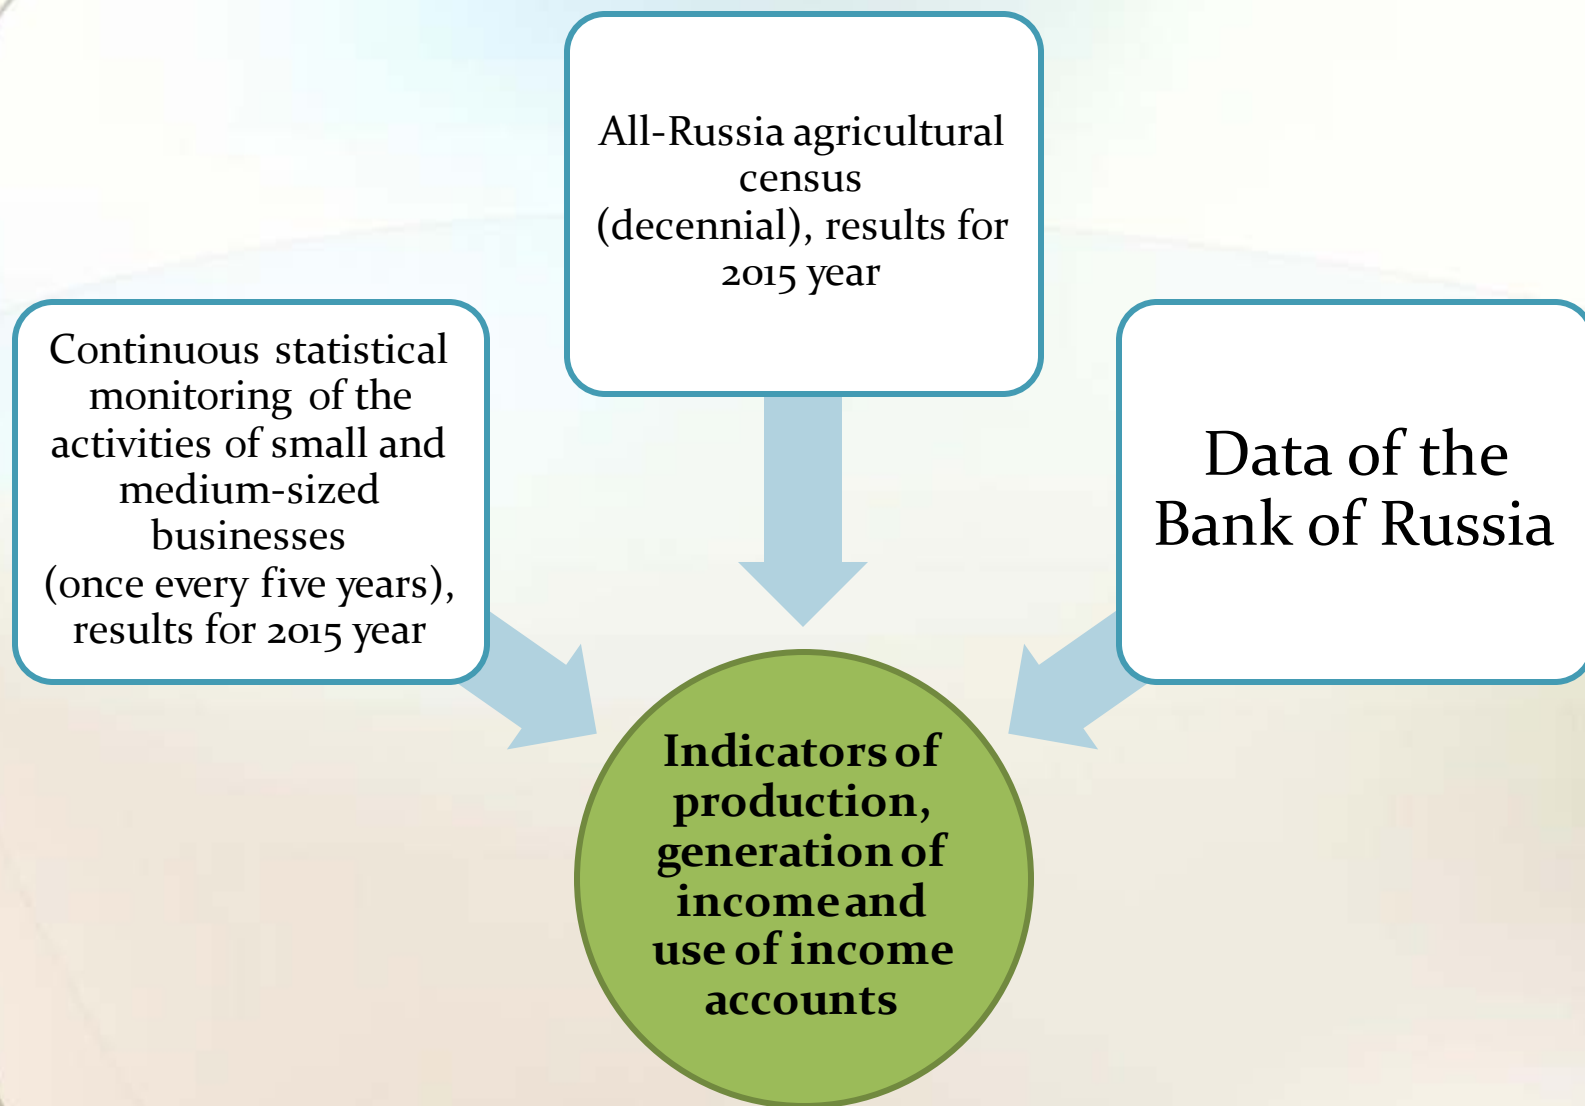 All-Russia agricultural
census
(decennial), results for
2015 year
Continuous statistical
monitoring of the
activities of small and
medium-sized
businesses
(once every five years),
results for 2015 year
Data of the
Bank of Russia
Indicators of
production,
generation of
income and
use of income
accounts